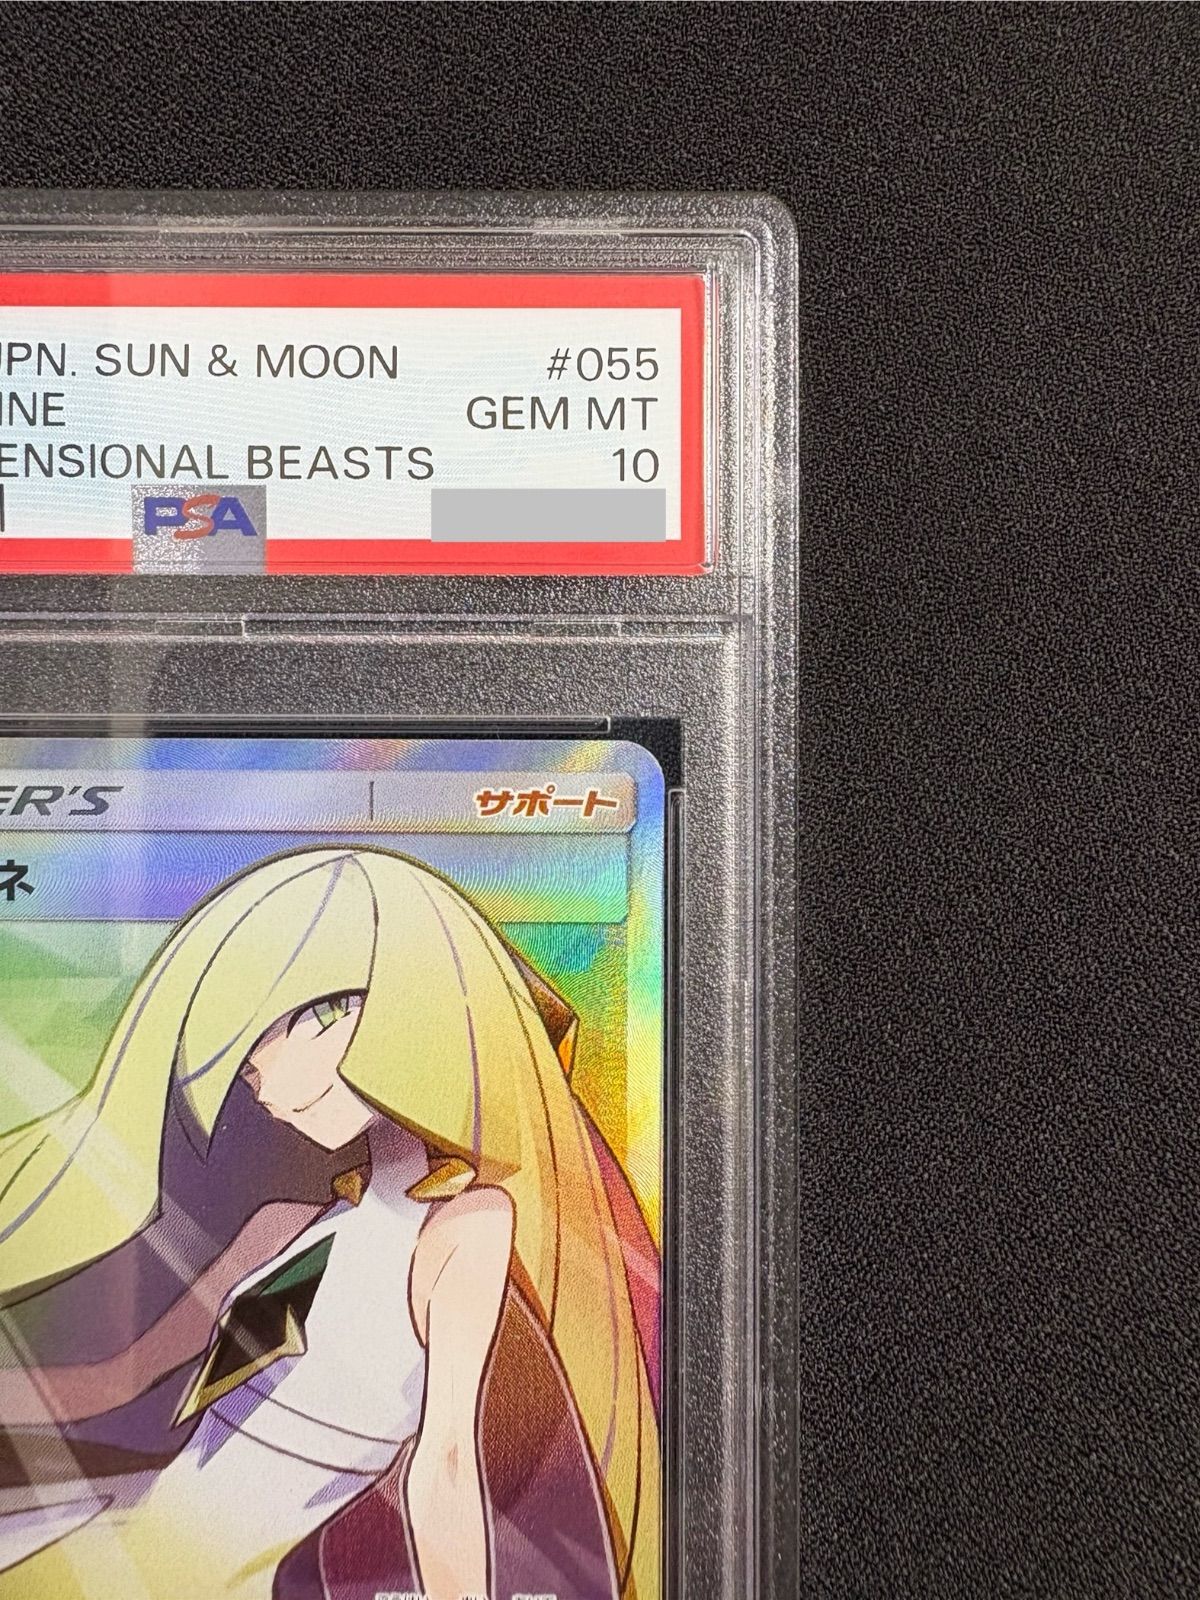 JPN. SUN & MOON #055
INE GEM MT
ENSIONAL BEASTS 10
PSA
ER'S サポート
ネ